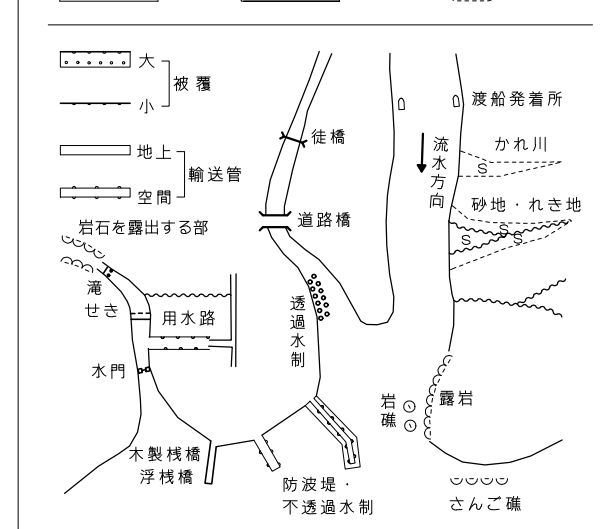 大
被覆
小
地上
輸送管
空間
渡船発着所
徒橋
流水方向
かれ川
S
砂地・れき地
S
S
S
道路橋
岩石を露出する部
滝
せき
用水路
透過水制
水門
岩礁
露岩
木製桟橋
浮桟橋
防波堤・
不透過水制
さんご礁